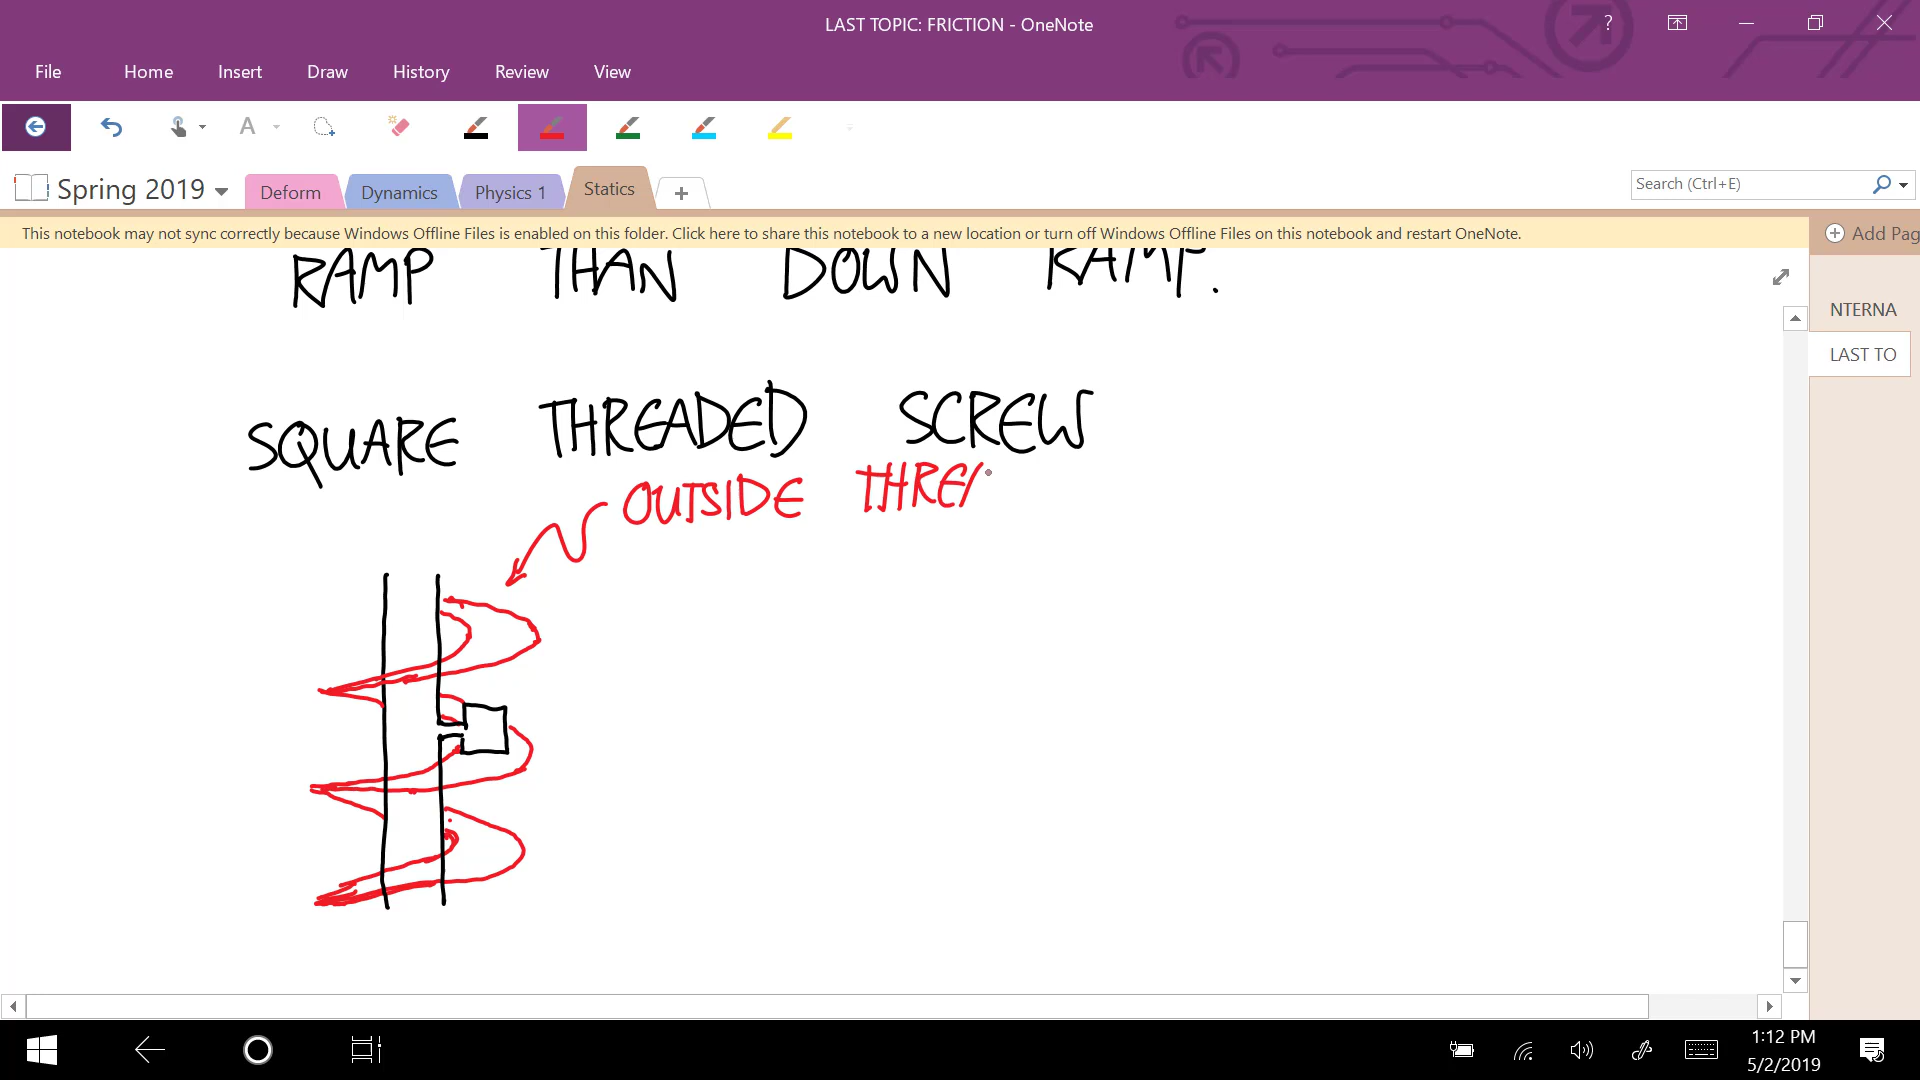 LAST TOPIC: FRICTION - OneNote
?
File Home Insert Draw History Review View
A
Spring 2019 Deform Dynamics Physics 1 Statics +
Search (Ctrl+E)
This notebook may not sync correctly because Windows Offline Files is enabled on this folder. Click here to share this notebook to a new location or turn off Windows Offline Files on this notebook and restart OneNote.
Add Pag
RAMP THAN DOWN RAMP.
NTERNA
LAST TO
SQUARE THREADED SCREW
OUTSIDE THRE
1:12 PM
5/2/2019